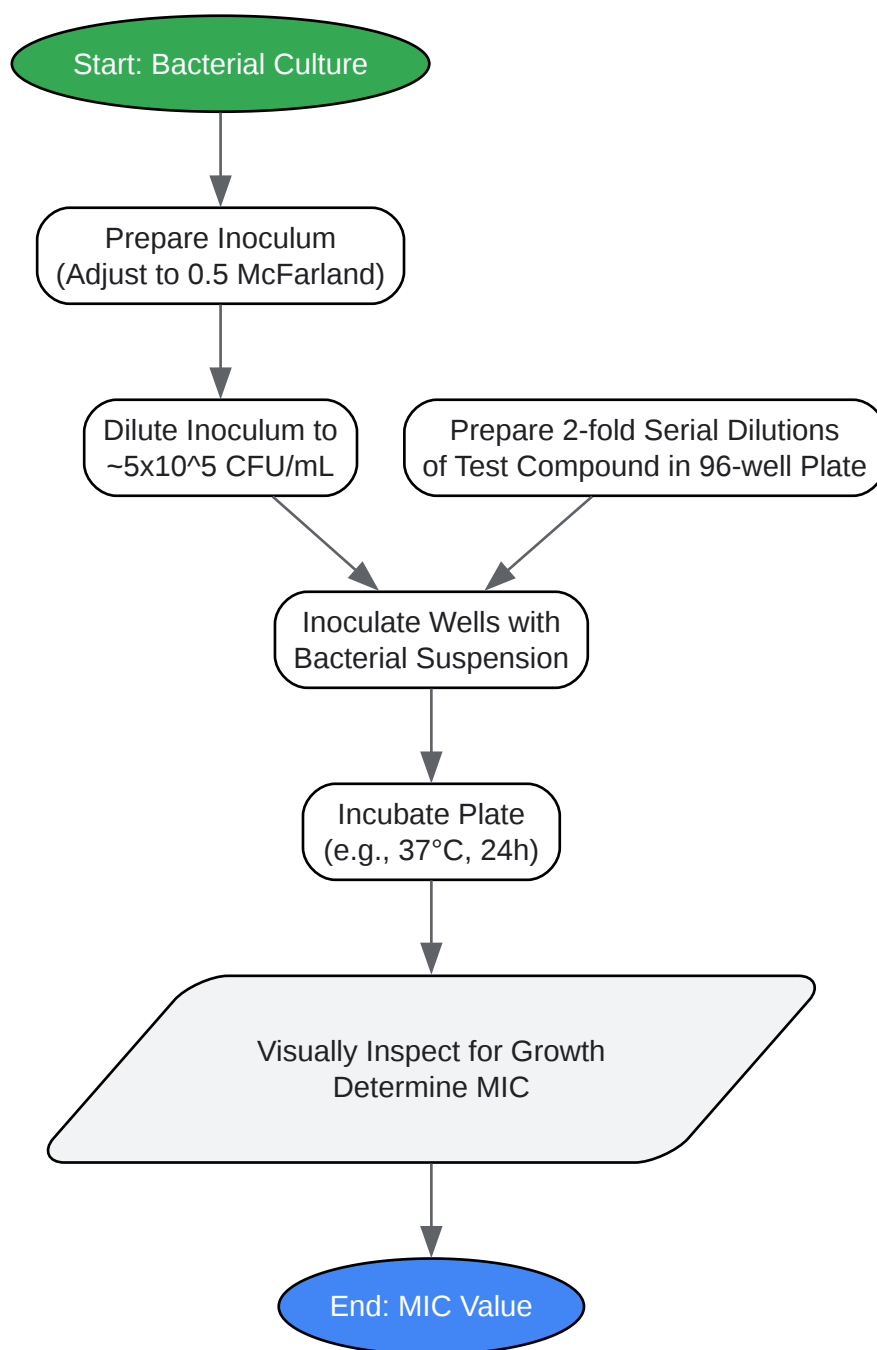 Start: Bacterial Culture
Prepare Inoculum
(Adjust to 0.5 McFarland)
Dilute Inoculum to
~5x10^5 CFU/mL
Prepare 2-fold Serial Dilutions
of Test Compound in 96-well Plate
Inoculate Wells with
Bacterial Suspension
Incubate Plate
(e.g., 37°C, 24h)
Visually Inspect for Growth
Determine MIC
End: MIC Value